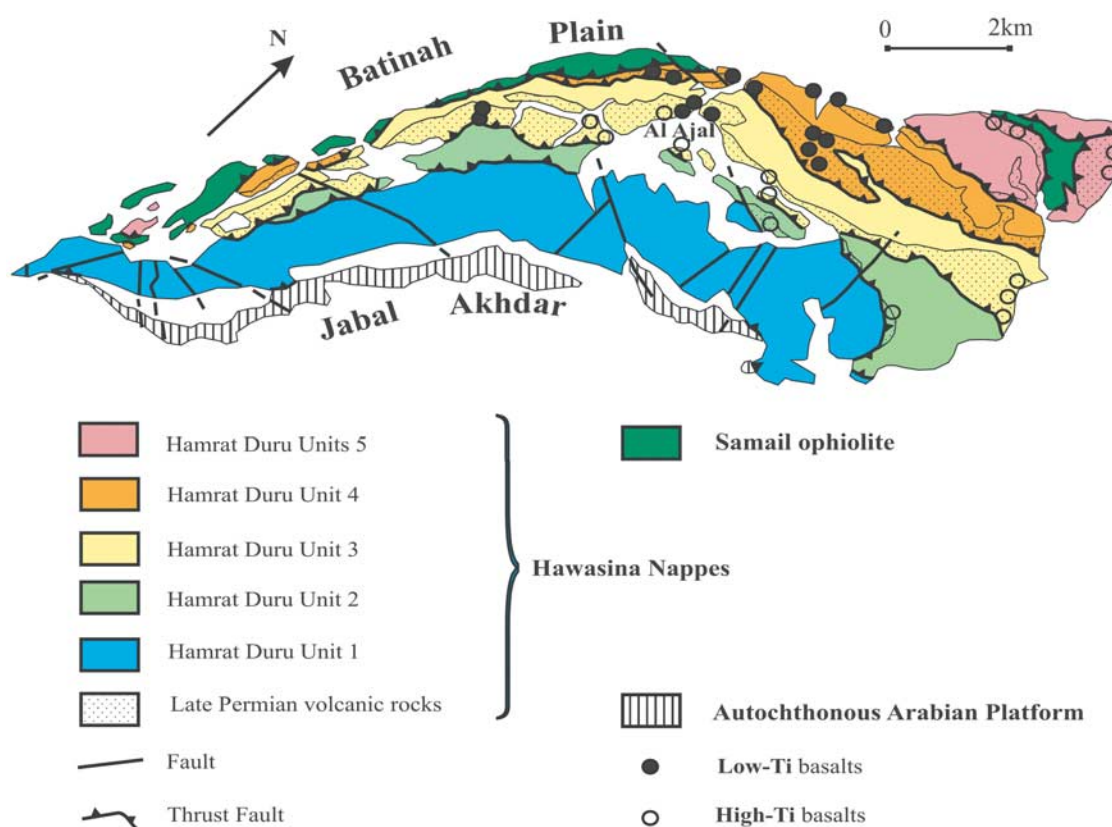 N
Batinah Plain
0 2km
Al Ajal
Jabal Akhdar
Hamrat Duru Units 5
Samail ophiolite
Hamrat Duru Unit 4
Hamrat Duru Unit 3
Hawasina Nappes
Hamrat Duru Unit 2
Hamrat Duru Unit 1
Late Permian volcanic rocks
Autochthonous Arabian Platform
Fault
Low-Ti basalts
Thrust Fault
High-Ti basalts